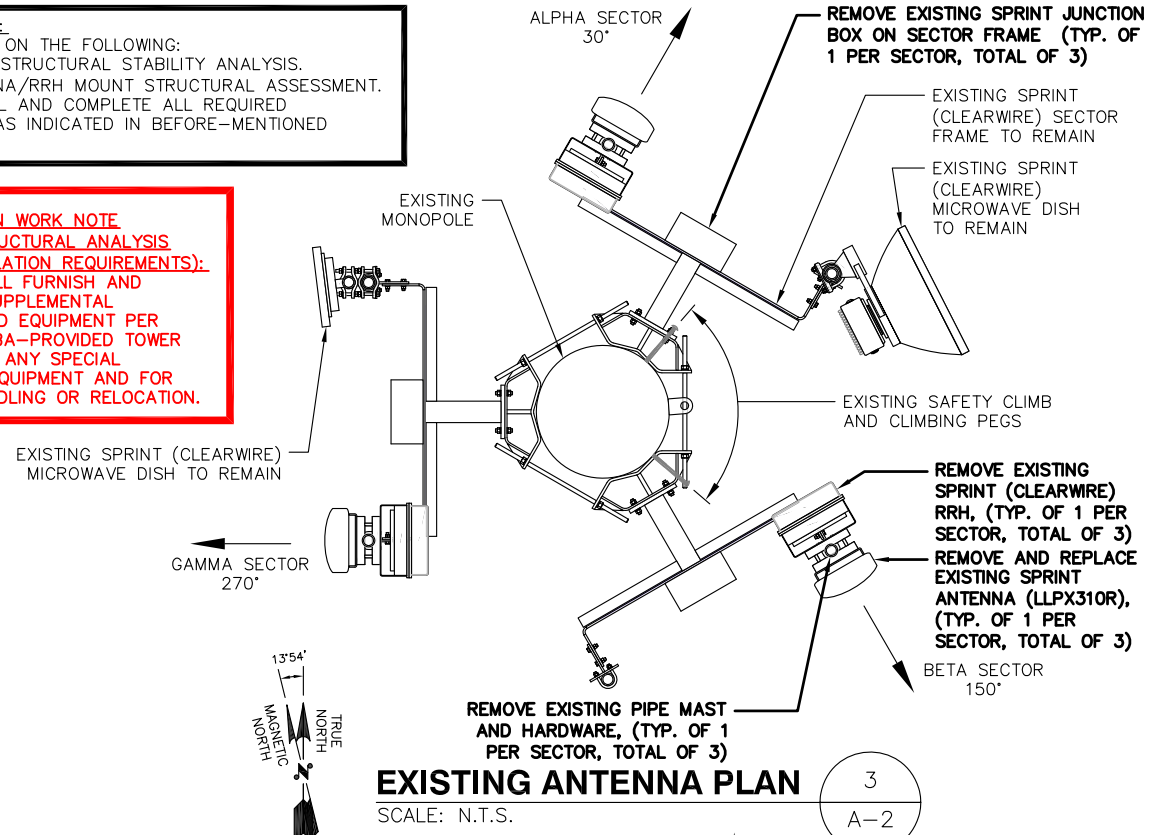 E
ON THE FOLLOWING:
STRUCTURAL STABILITY ANALYSIS.
NA/RRH MOUNT STRUCTURAL ASSESSMENT.
L AND COMPLETE ALL REQUIRED
AS INDICATED IN BEFORE-MENTIONED
N WORK NOTE
RUCTURAL ANALYSIS
LATION REQUIREMENTS):
LL FURNISH AND
UPPLEMENTAL
D EQUIPMENT PER
BA-PROVIDED TOWER
ANY SPECIAL
QUIPMENT AND FOR
DLING OR RELOCATION.
ALPHA SECTOR
30°
REMOVE EXISTING SPRINT JUNCTION
BOX ON SECTOR FRAME (TYP. OF
1 PER SECTOR, TOTAL OF 3)
EXISTING SPRINT
(CLEARWIRE) SECTOR
FRAME TO REMAIN
EXISTING SPRINT
(CLEARWIRE)
MICROWAVE DISH
TO REMAIN
EXISTING
MONOPOLE
EXISTING SAFETY CLIMB
AND CLIMBING PEGS
EXISTING SPRINT (CLEARWIRE)
MICROWAVE DISH TO REMAIN
GAMMA SECTOR
270°
REMOVE EXISTING
SPRINT (CLEARWIRE)
RRH, (TYP. OF 1 PER
SECTOR, TOTAL OF 3)
REMOVE AND REPLACE
EXISTING SPRINT
ANTENNA (LLPX310R),
(TYP. OF 1 PER
SECTOR, TOTAL OF 3)
BETA SECTOR
150°
REMOVE EXISTING PIPE MAST
AND HARDWARE, (TYP. OF 1
PER SECTOR, TOTAL OF 3)
13°54'
TRUE
NORTH
MAGNETIC
NORTH
N
EXISTING ANTENNA PLAN
SCALE: N.T.S.
3
A-2